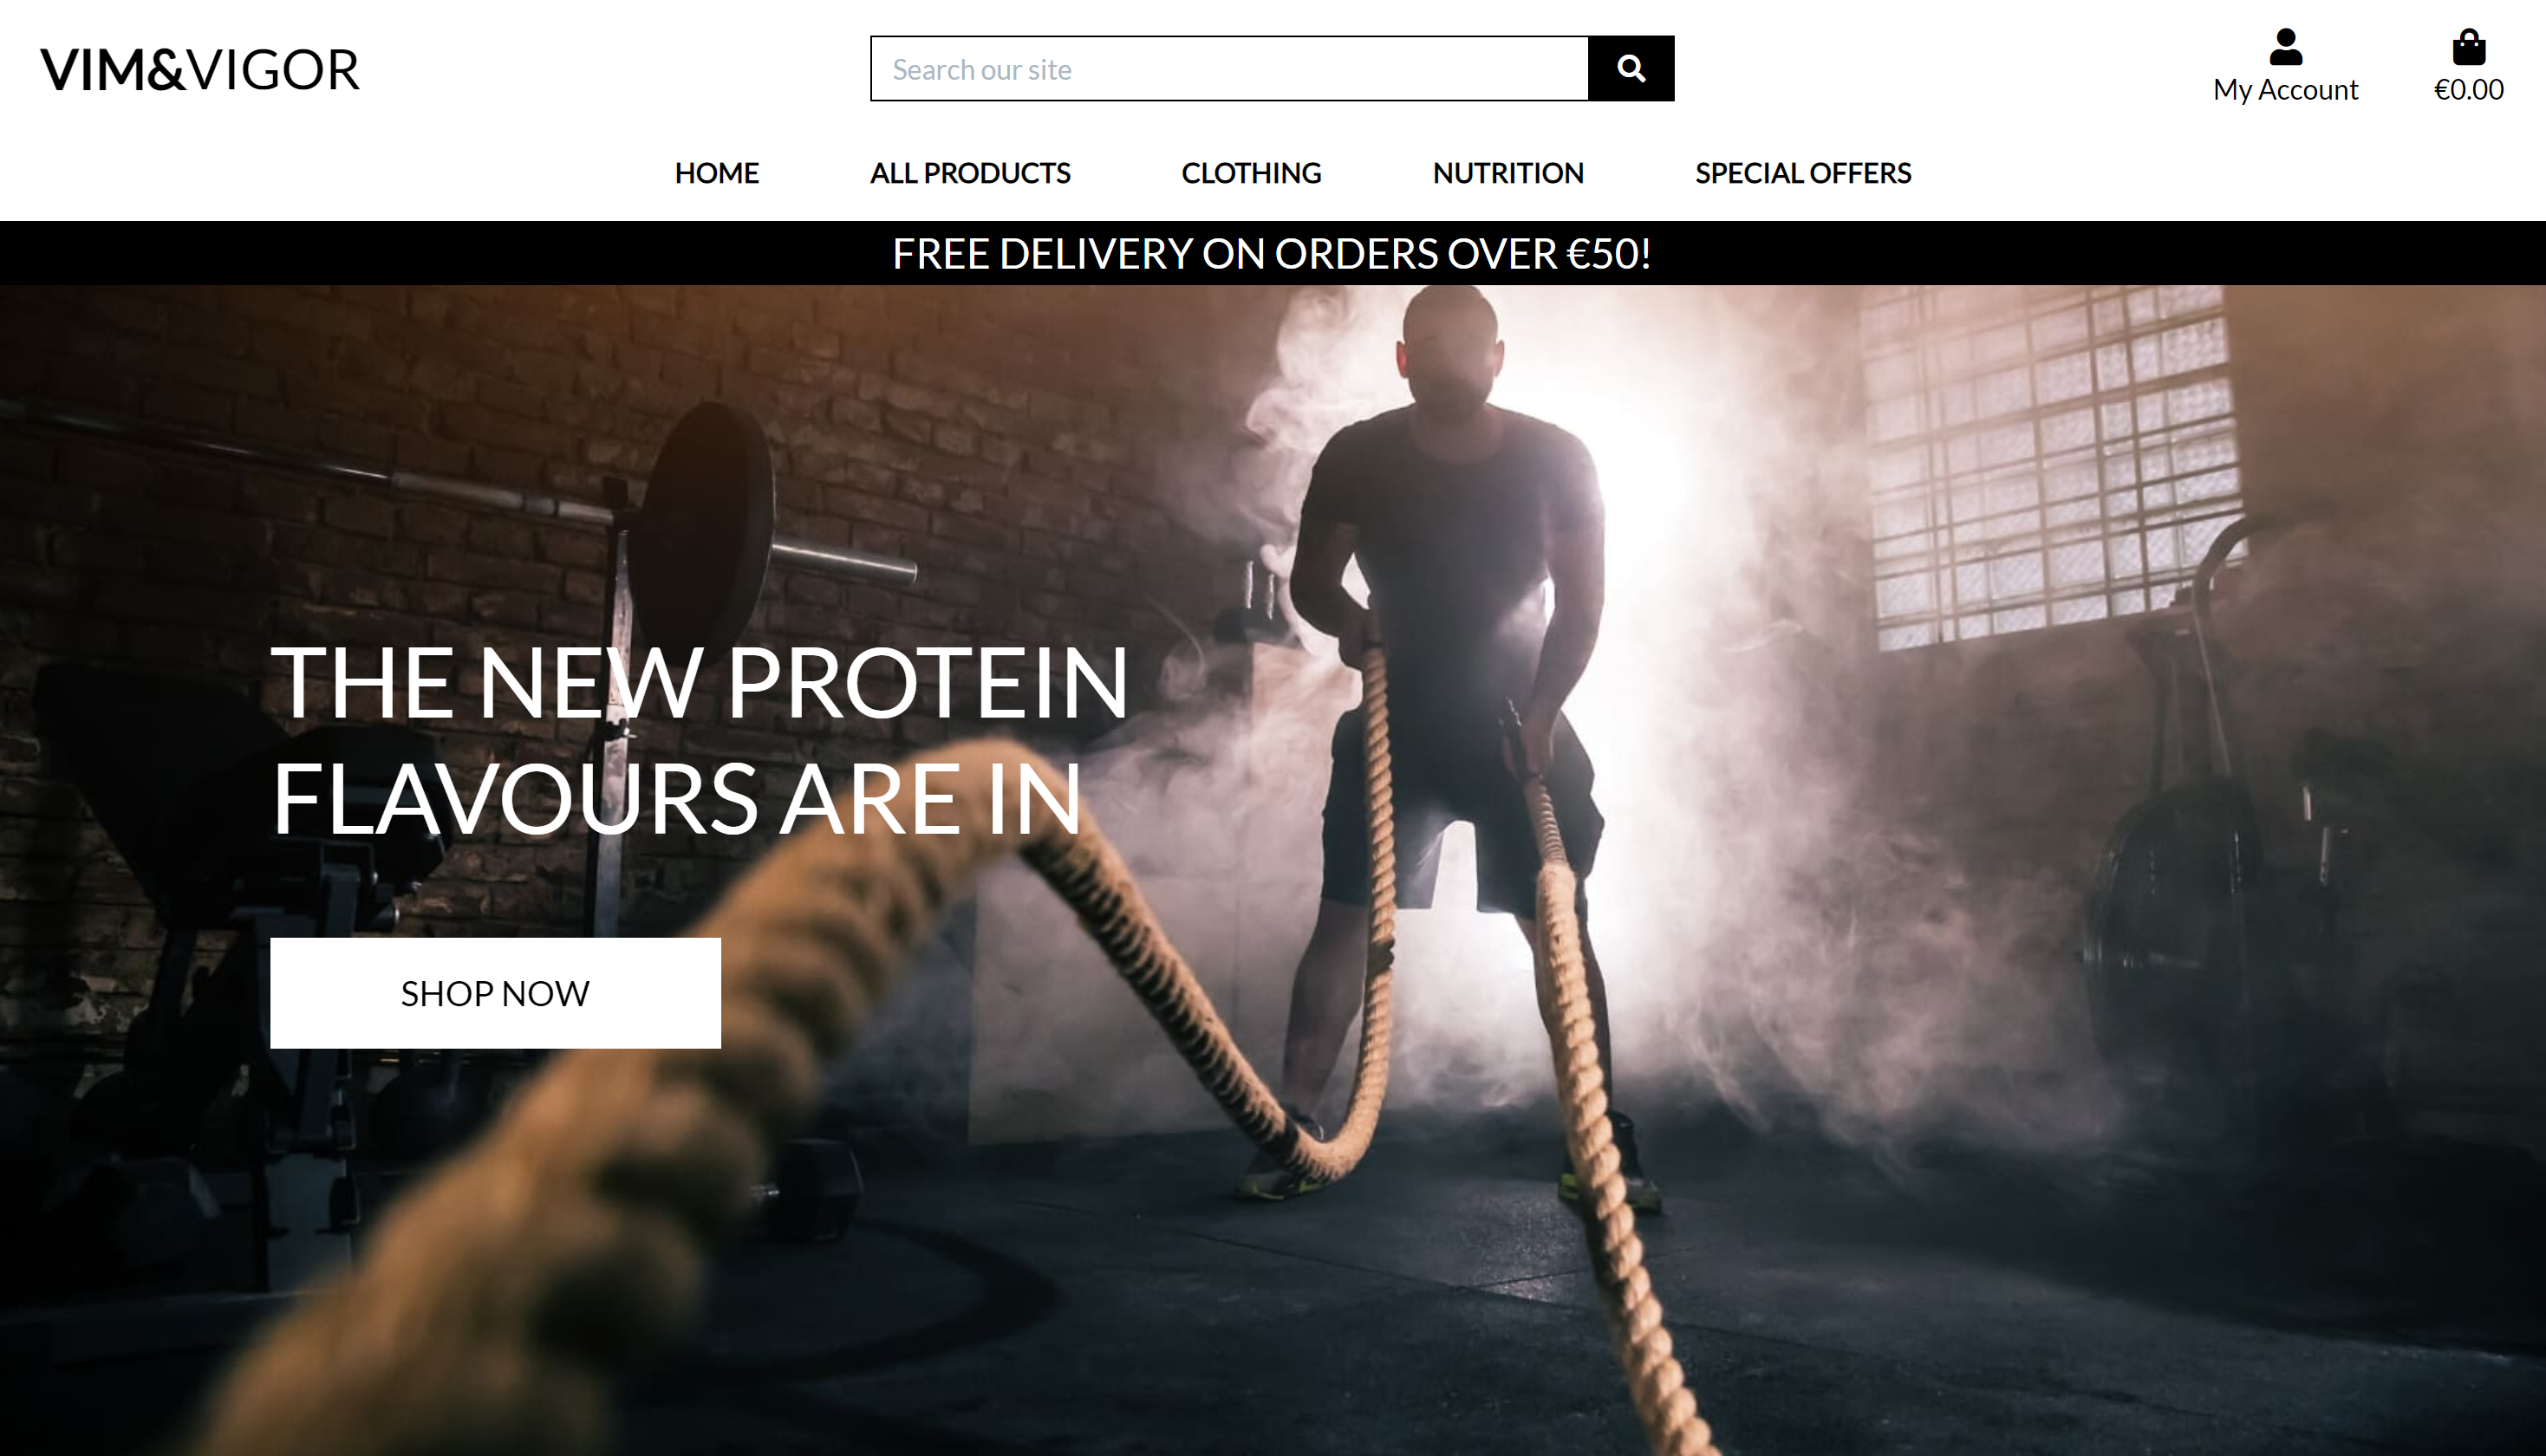 VIM&VIGOR
Search our site
My Account
€0.00
HOME
ALL PRODUCTS
CLOTHING
NUTRITION
SPECIAL OFFERS
FREE DELIVERY ON ORDERS OVER €50!
THE NEW PROTEIN
FLAVOURS ARE IN
SHOP NOW